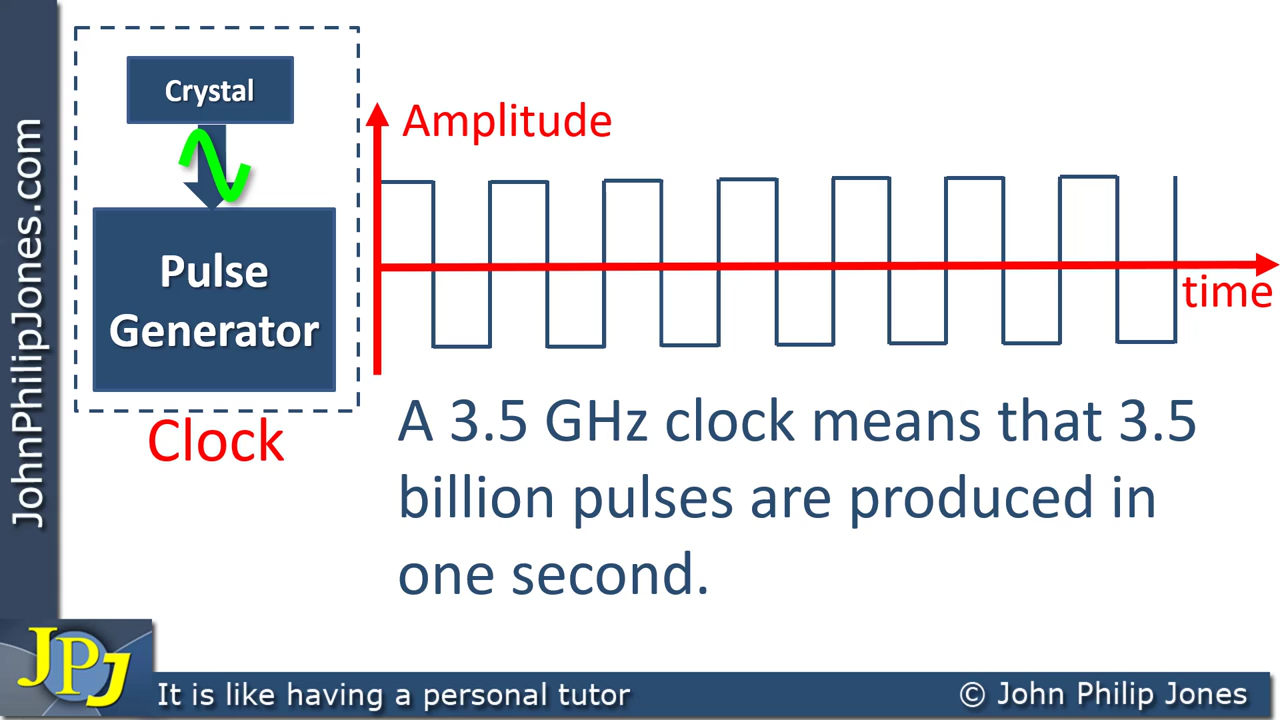 JohnPhilipJones.com
Crystal
Pulse
Generator
Clock
Amplitude
time
A 3.5 GHz clock means that 3.5
billion pulses are produced in
one second.
JPJ
It is like having a personal tutor
© John Philip Jones